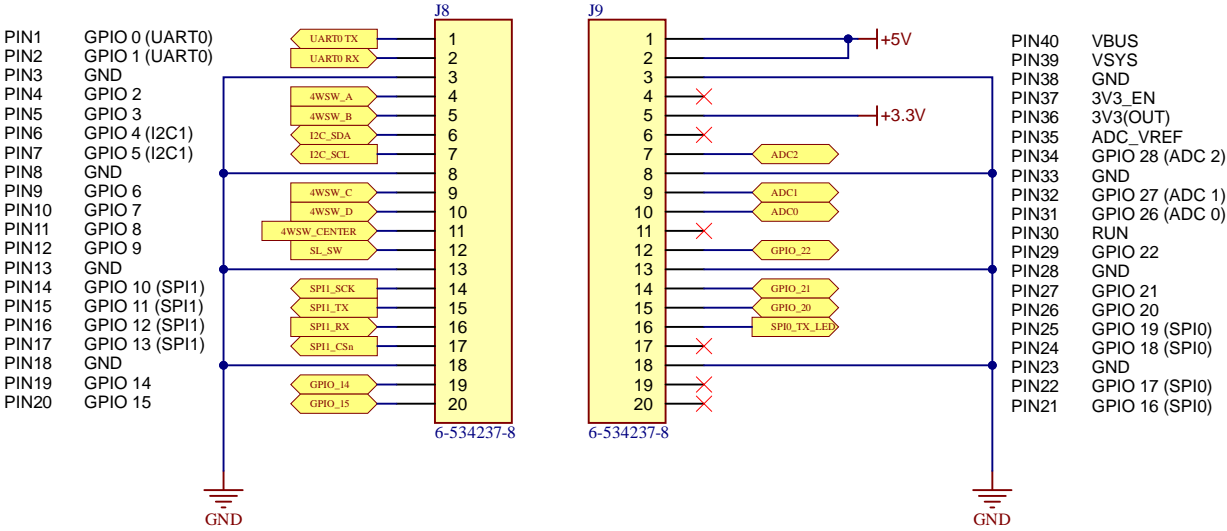 J8
J9
PIN1 GPIO 0 (UART0) UART0 TX 1
PIN2 GPIO 1 (UART0) UART0 RX 2
PIN3 GND 3
PIN4 GPIO 2 4WSW_A 4
PIN5 GPIO 3 4WSW_B 5
PIN6 GPIO 4 (I2C1) I2C_SDA 6
PIN7 GPIO 5 (I2C1) I2C_SCL 7
PIN8 GND 8
PIN9 GPIO 6 4WSW_C 9
PIN10 GPIO 7 4WSW_D 10
PIN11 GPIO 8 4WSW_CENTER 11
PIN12 GPIO 9 SL_SW 12
PIN13 GND 13
PIN14 GPIO 10 (SPI1) SPI1_SCK 14
PIN15 GPIO 11 (SPI1) SPI1_TX 15
PIN16 GPIO 12 (SPI1) SPI1_RX 16
PIN17 GPIO 13 (SPI1) SPI1_CSn 17
PIN18 GND 18
PIN19 GPIO 14 GPIO_14 19
PIN20 GPIO 15 GPIO_15 20
6-534237-8
GND
1 +5V PIN40 VBUS
2 PIN39 VSYS
3 PIN38 GND
4 PIN37 3V3_EN
5 +3.3V PIN36 3V3(OUT)
6 PIN35 ADC_VREF
7 ADC2 PIN34 GPIO 28 (ADC 2)
8 PIN33 GND
9 ADC1 PIN32 GPIO 27 (ADC 1)
10 ADC0 PIN31 GPIO 26 (ADC 0)
11 PIN30 RUN
12 GPIO_22 PIN29 GPIO 22
13 PIN28 GND
14 GPIO_21 PIN27 GPIO 21
15 GPIO_20 PIN26 GPIO 20
16 SPI0_TX_LED PIN25 GPIO 19 (SPI0)
17 PIN24 GPIO 18 (SPI0)
18 PIN23 GND
19 PIN22 GPIO 17 (SPI0)
20 PIN21 GPIO 16 (SPI0)
6-534237-8
GND